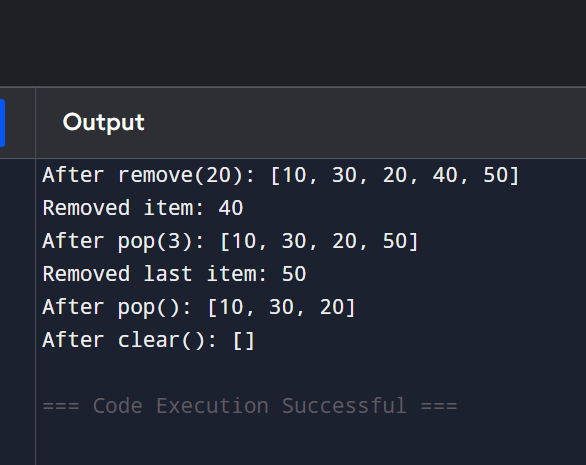 Output
After remove(20): [10, 30, 20, 40, 50]
Removed item: 40
After pop(3): [10, 30, 20, 50]
Removed last item: 50
After pop(): [10, 30, 20]
After clear(): []
=== Code Execution Successful ===